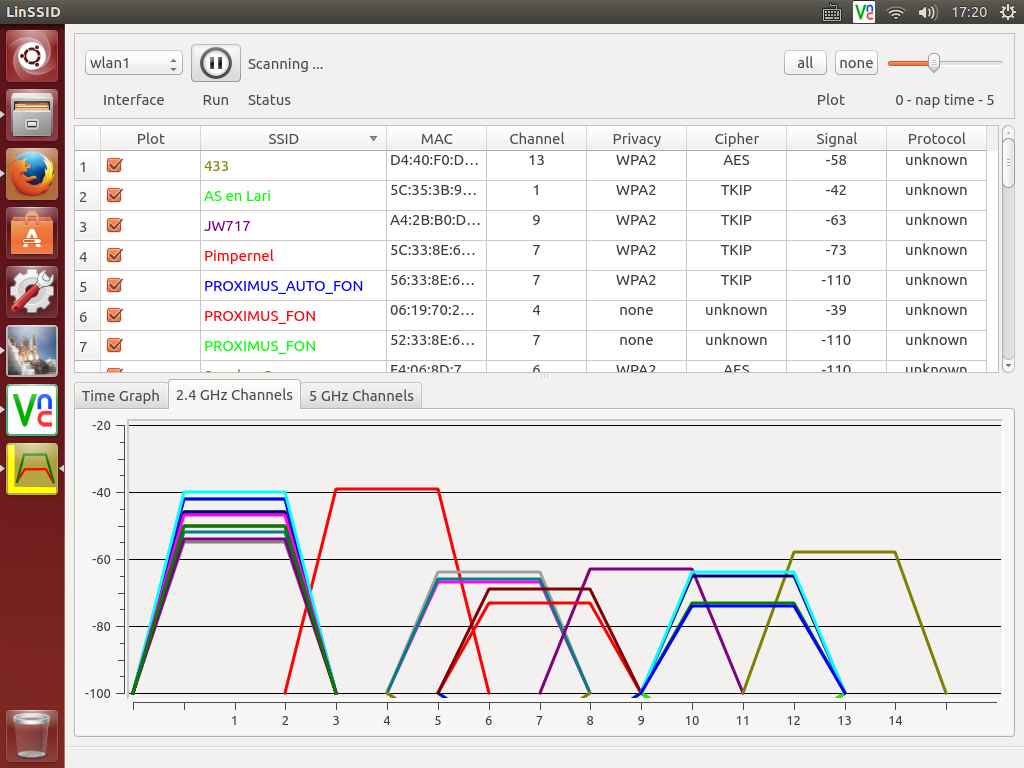 LinSSID 17:20
wlan1 Scanning ... all none
Interface Run Status Plot 0 - nap time - 5
Plot SSID MAC Channel Privacy Cipher Signal Protocol
1 433 D4:40:F0:D... 13 WPA2 AES -58 unknown
2 AS en Lari 5C:35:3B:9... 1 WPA2 TKIP -42 unknown
3 JW717 A4:2B:B0:D... 9 WPA2 TKIP -63 unknown
4 Pimpernel 5C:33:8E:6... 7 WPA2 TKIP -73 unknown
5 PROXIMUS_AUTO_FON 56:33:8E:6... 7 WPA2 TKIP -110 unknown
6 PROXIMUS_FON 06:19:70:2... 4 none unknown -39 unknown
7 PROXIMUS_FON 52:33:8E:6... 7 none unknown -110 unknown
6 WPA2 AES -110 unknown
Time Graph 2.4 GHz Channels 5 GHz Channels
-20
-40
-60
-80
-100
1 2 3 4 5 6 7 8 9 10 11 12 13 14